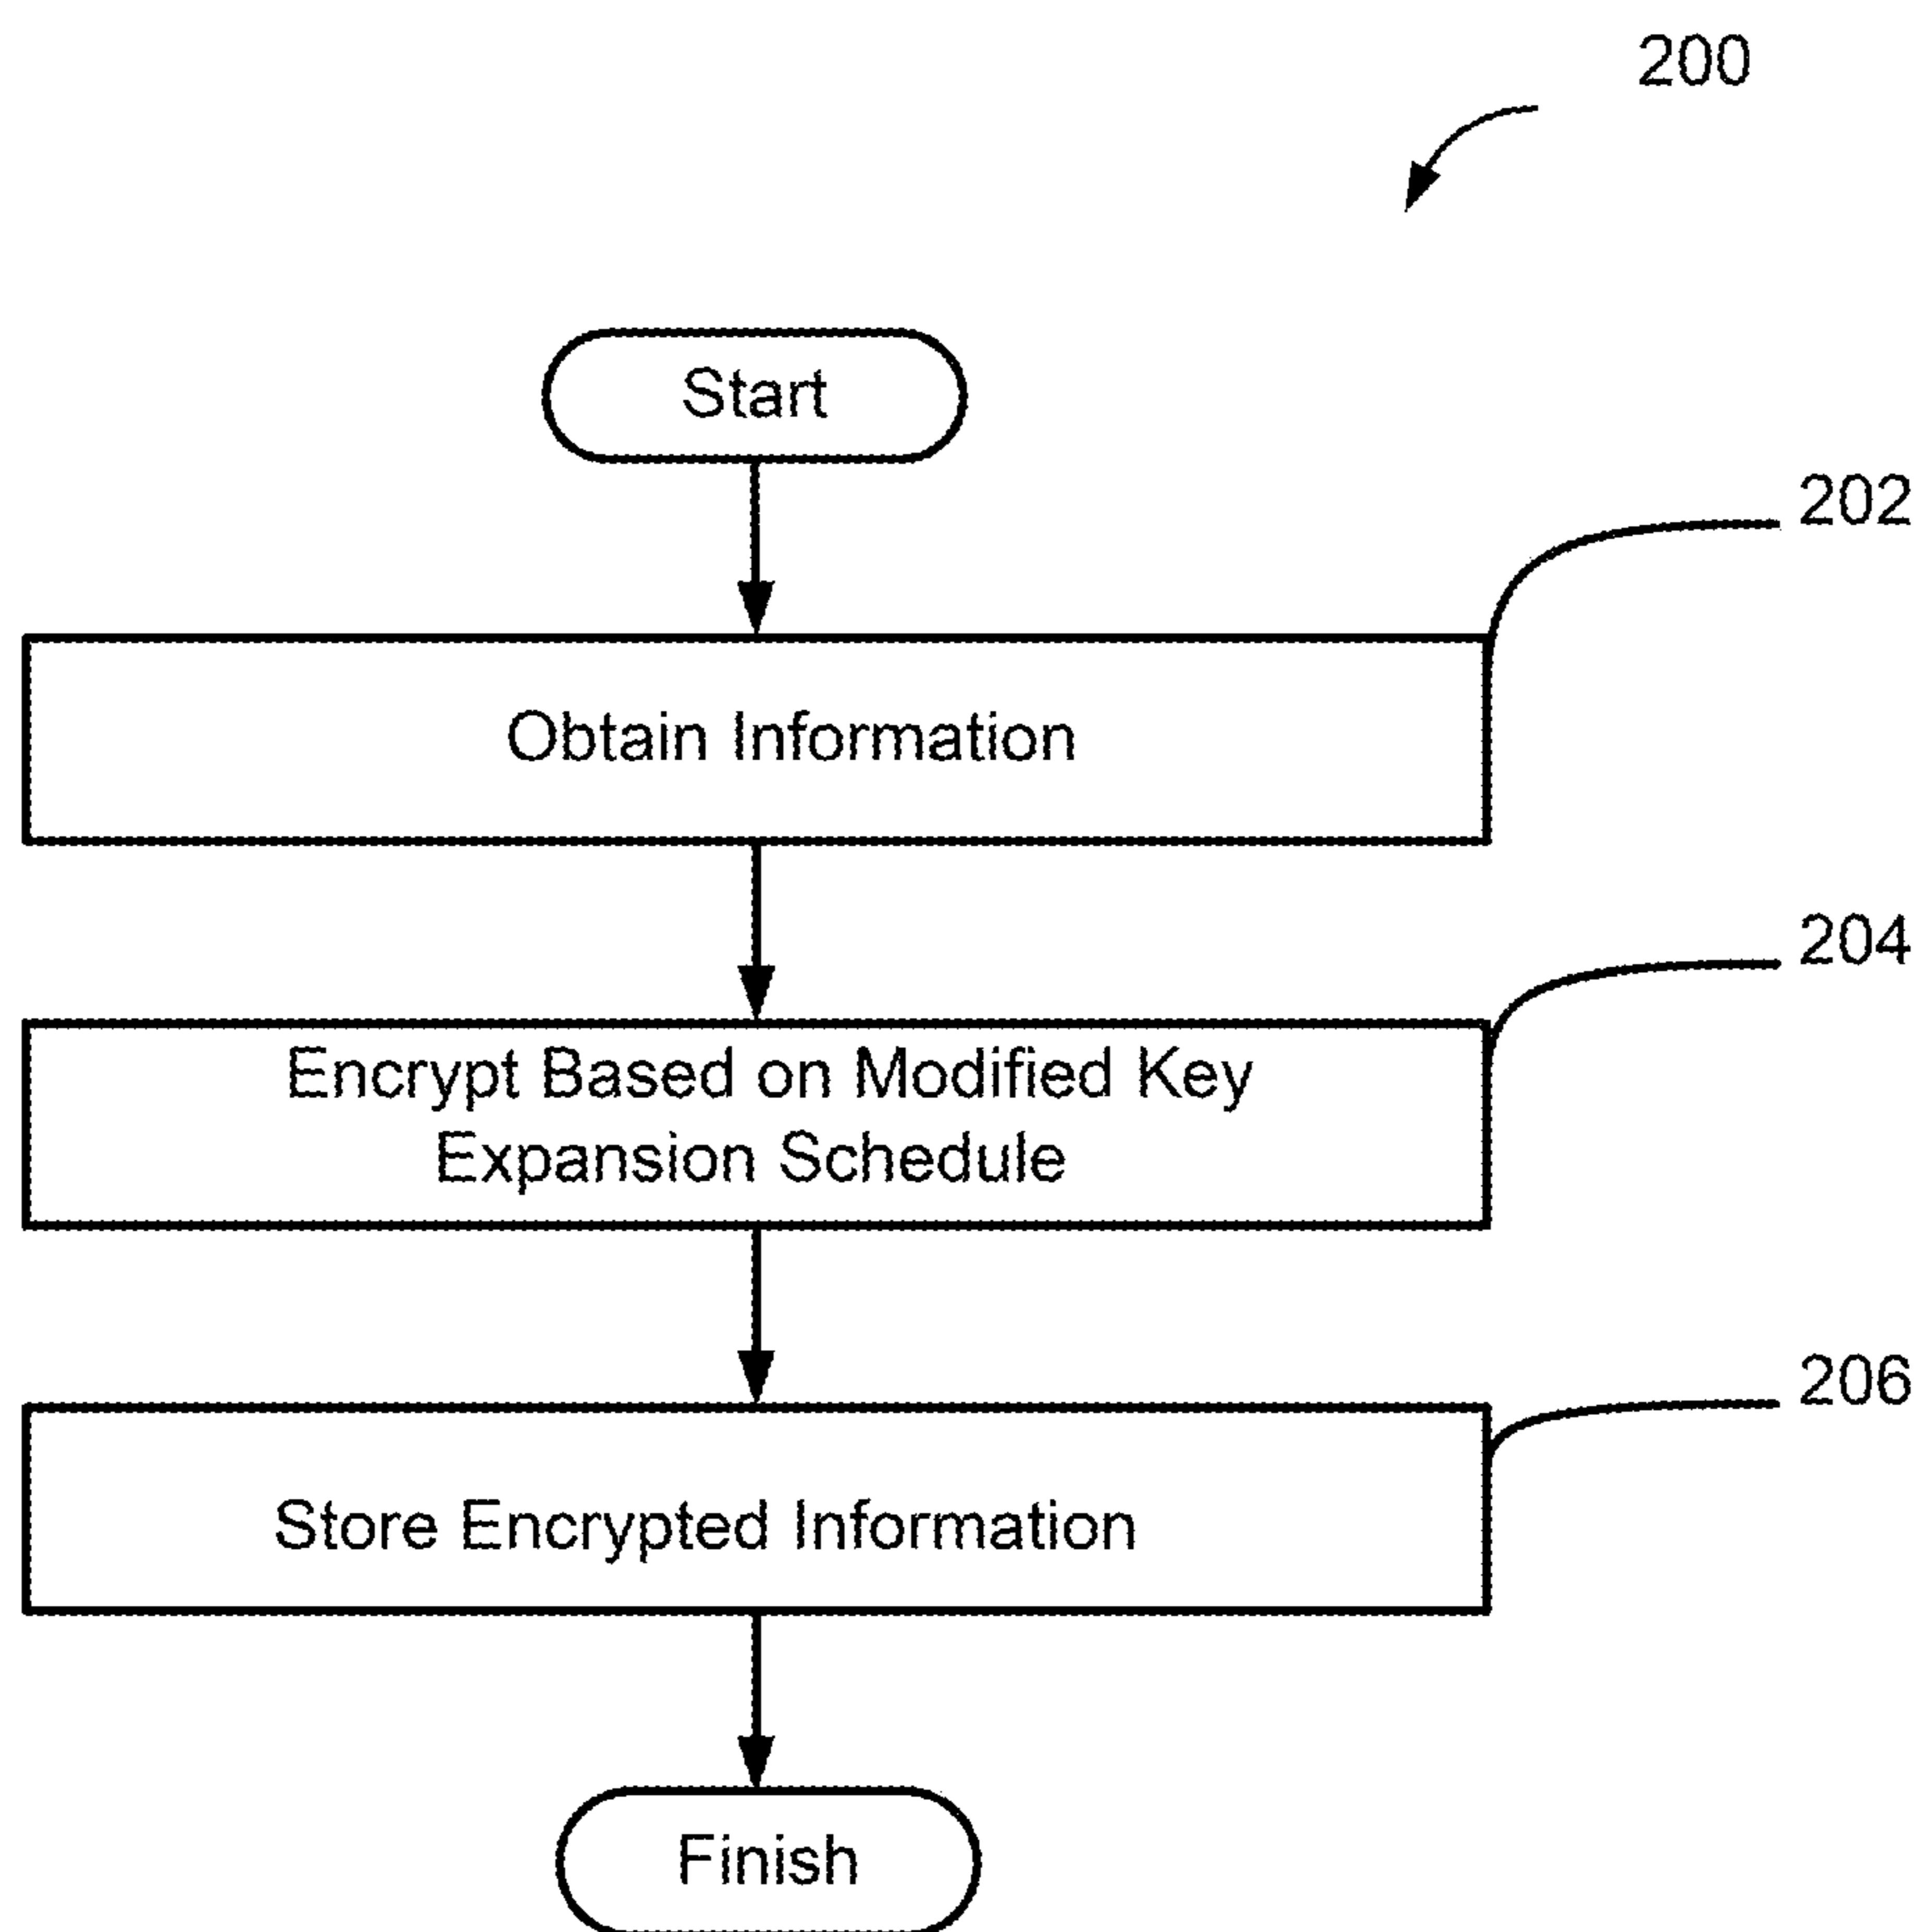 200
Start
202
Obtain Information
204
Encrypt Based on Modified Key
Expansion Schedule
206
Store Encrypted Information
Finish